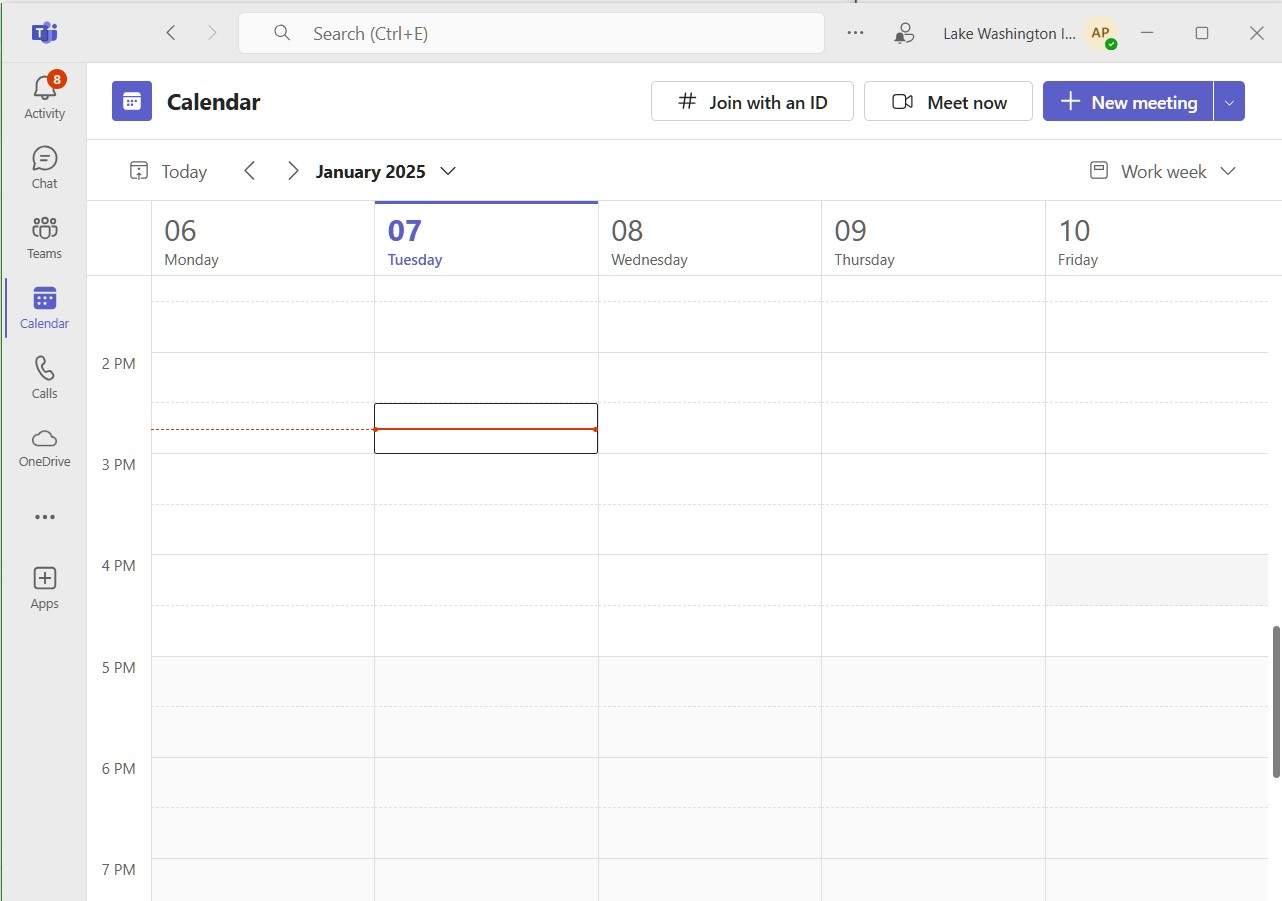 Search (Ctrl+E)
Lake Washington I...
AP
8
Activity
Chat
Teams
Calendar
Calls
OneDrive
Apps
Calendar
Join with an ID
Meet now
New meeting
Today
January 2025
Work week
06
Monday
07
Tuesday
08
Wednesday
09
Thursday
10
Friday
2 PM
3 PM
4 PM
5 PM
6 PM
7 PM